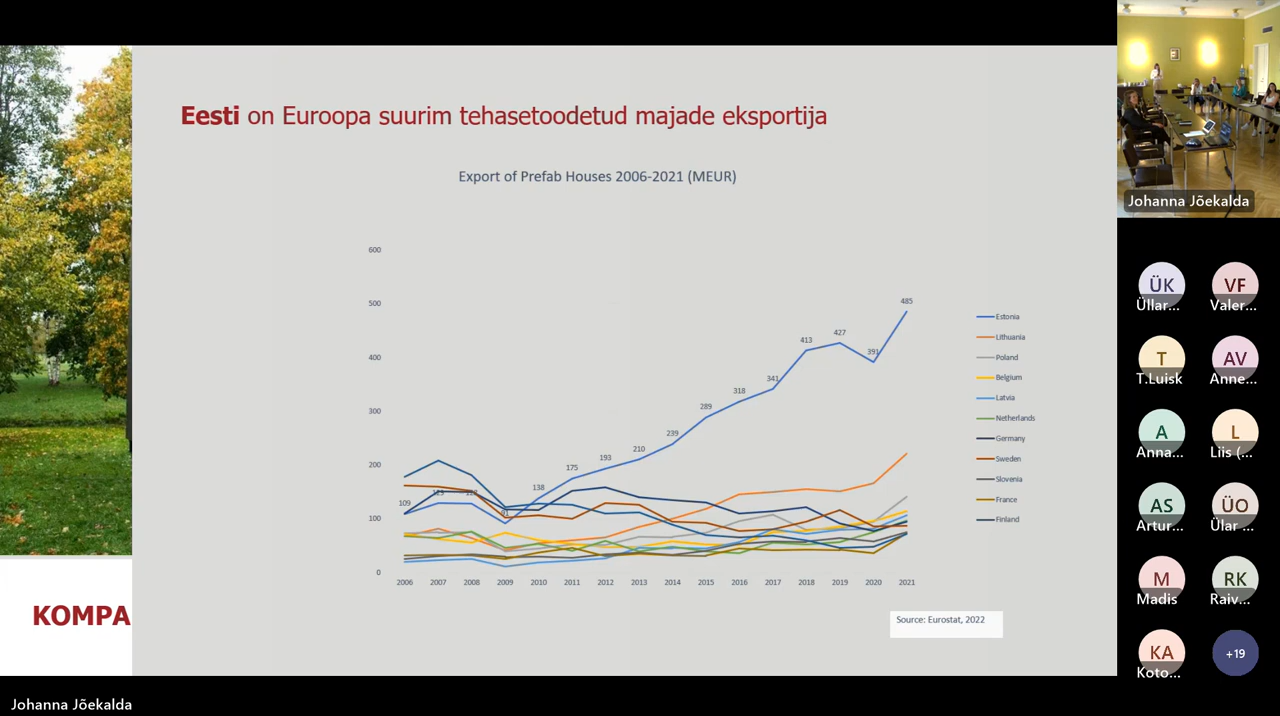 Eesti on Euroopa suurim tehasetoodetud majade eksportija
Export of Prefab Houses 2006-2021 (MEUR)
600
500
400
300
200
100
0
109
91
138
175
193
210
239
289
318
341
413
427
391
485
2006 2007 2008 2009 2010 2011 2012 2013 2014 2015 2016 2017 2018 2019 2020 2021
Estonia
Lithuania
Poland
Belgium
Latvia
Netherlands
Germany
Sweden
Slovenia
France
Finland
Source: Eurostat, 2022
KOMPA
Johanna Jõekalda
Johanna Jõekalda
ÜK VF
Üllar... Valer...
T AV
T.Luisk Anne...
A L
Anna... Liis (...
AS ÜO
Artur... Ülar ...
M RK
Madis Raiv...
KA +19
Koto...